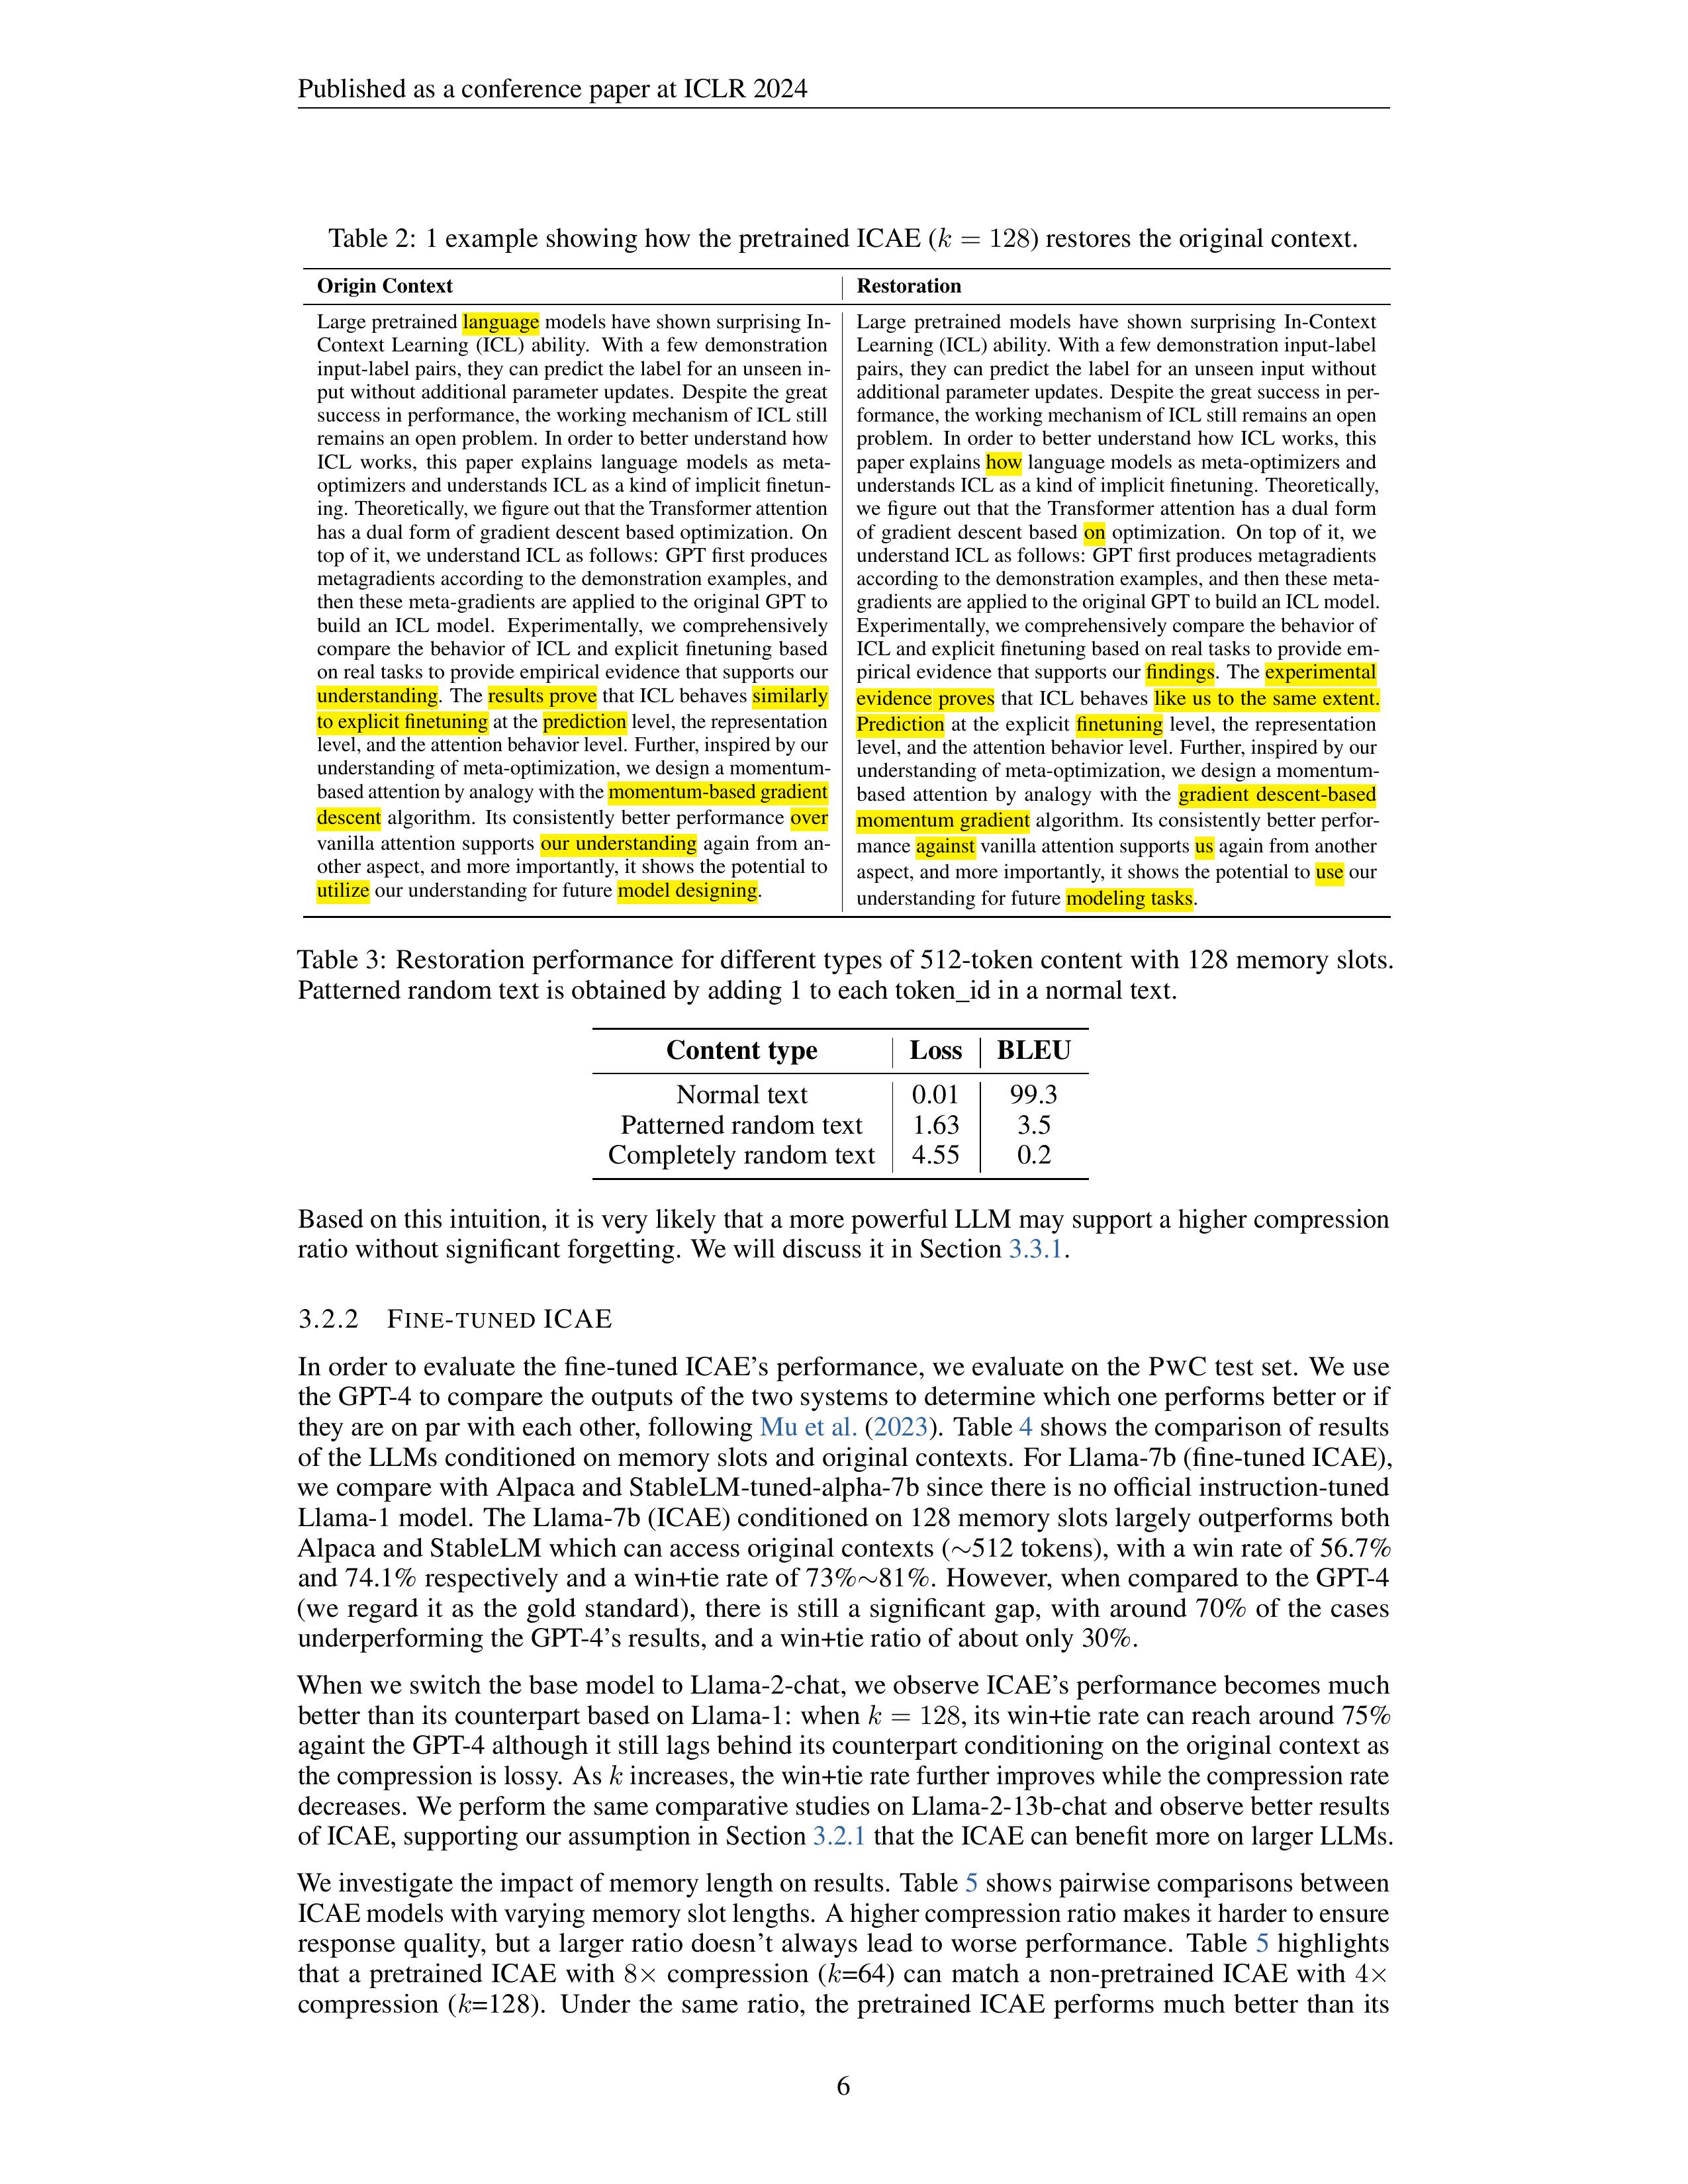 Published as a conference paper at ICLR 2024
Table 2: 1 example showing how the pretrained ICAE (k = 128) restores the original context.
Origin Context
Large pretrained language models have shown surprising In-
Context Learning (ICL) ability. With a few demonstration
input-label pairs, they can predict the label for an unseen in-
put without additional parameter updates. Despite the great
success in performance, the working mechanism of ICL still
remains an open problem. In order to better understand how
ICL works, this paper explains language models as meta-
optimizers and understands ICL as a kind of implicit finetun-
ing. Theoretically, we figure out that the Transformer attention
has a dual form of gradient descent based optimization. On
top of it, we understand ICL as follows: GPT first produces
metagradients according to the demonstration examples, and
then these meta-gradients are applied to the original GPT to
build an ICL model. Experimentally, we comprehensively
compare the behavior of ICL and explicit finetuning based
on real tasks to provide empirical evidence that supports our
understanding. The results prove that ICL behaves similarly
to explicit finetuning at the prediction level, the representation
level, and the attention behavior level. Further, inspired by our
understanding of meta-optimization, we design a momentum-
based attention by analogy with the momentum-based gradient
descent algorithm. Its consistently better performance over
vanilla attention supports our understanding again from an-
other aspect, and more importantly, it shows the potential to
utilize our understanding for future model designing.
Restoration
Large pretrained models have shown surprising In-Context
Learning (ICL) ability. With a few demonstration input-label
pairs, they can predict the label for an unseen input without
additional parameter updates. Despite the great success in per-
formance, the working mechanism of ICL still remains an open
problem. In order to better understand how ICL works, this
paper explains how language models as meta-optimizers and
understands ICL as a kind of implicit finetuning. Theoretically,
we figure out that the Transformer attention has a dual form
of gradient descent based on optimization. On top of it, we
understand ICL as follows: GPT first produces metagradients
according to the demonstration examples, and then these meta-
gradients are applied to the original GPT to build an ICL model.
Experimentally, we comprehensively compare the behavior of
ICL and explicit finetuning based on real tasks to provide em-
pirical evidence that supports our findings. The experimental
evidence proves that ICL behaves like us to the same extent.
Prediction at the explicit finetuning level, the representation
level, and the attention behavior level. Further, inspired by our
understanding of meta-optimization, we design a momentum-
based attention by analogy with the gradient descent-based
momentum gradient algorithm. Its consistently better perfor-
mance against vanilla attention supports us again from another
aspect, and more importantly, it shows the potential to use our
understanding for future modeling tasks.
Table 3: Restoration performance for different types of 512-token content with 128 memory slots.
Patterned random text is obtained by adding 1 to each token_id in a normal text.
Content type Loss BLEU
Normal text 0.01 99.3
Patterned random text 1.63 3.5
Completely random text 4.55 0.2
Based on this intuition, it is very likely that a more powerful LLM may support a higher compression
ratio without significant forgetting. We will discuss it in Section 3.3.1.
3.2.2 FINE-TUNED ICAE
In order to evaluate the fine-tuned ICAE's performance, we evaluate on the PWC test set. We use
the GPT-4 to compare the outputs of the two systems to determine which one performs better or if
they are on par with each other, following Mu et al. (2023). Table 4 shows the comparison of results
of the LLMs conditioned on memory slots and original contexts. For Llama-7b (fine-tuned ICAE),
we compare with Alpaca and StableLM-tuned-alpha-7b since there is no official instruction-tuned
Llama-1 model. The Llama-7b (ICAE) conditioned on 128 memory slots largely outperforms both
Alpaca and StableLM which can access original contexts (~512 tokens), with a win rate of 56.7%
and 74.1% respectively and a win+tie rate of 73%~81%. However, when compared to the GPT-4
(we regard it as the gold standard), there is still a significant gap, with around 70% of the cases
underperforming the GPT-4's results, and a win+tie ratio of about only 30%.
When we switch the base model to Llama-2-chat, we observe ICAE's performance becomes much
better than its counterpart based on Llama-1: when k = 128, its win+tie rate can reach around 75%
againt the GPT-4 although it still lags behind its counterpart conditioning on the original context as
the compression is lossy. As k increases, the win+tie rate further improves while the compression rate
decreases. We perform the same comparative studies on Llama-2-13b-chat and observe better results
of ICAE, supporting our assumption in Section 3.2.1 that the ICAE can benefit more on larger LLMs.
We investigate the impact of memory length on results. Table 5 shows pairwise comparisons between
ICAE models with varying memory slot lengths. A higher compression ratio makes it harder to ensure
response quality, but a larger ratio doesn't always lead to worse performance. Table 5 highlights
that a pretrained ICAE with 8× compression (k=64) can match a non-pretrained ICAE with 4×
compression (k=128). Under the same ratio, the pretrained ICAE performs much better than its
6